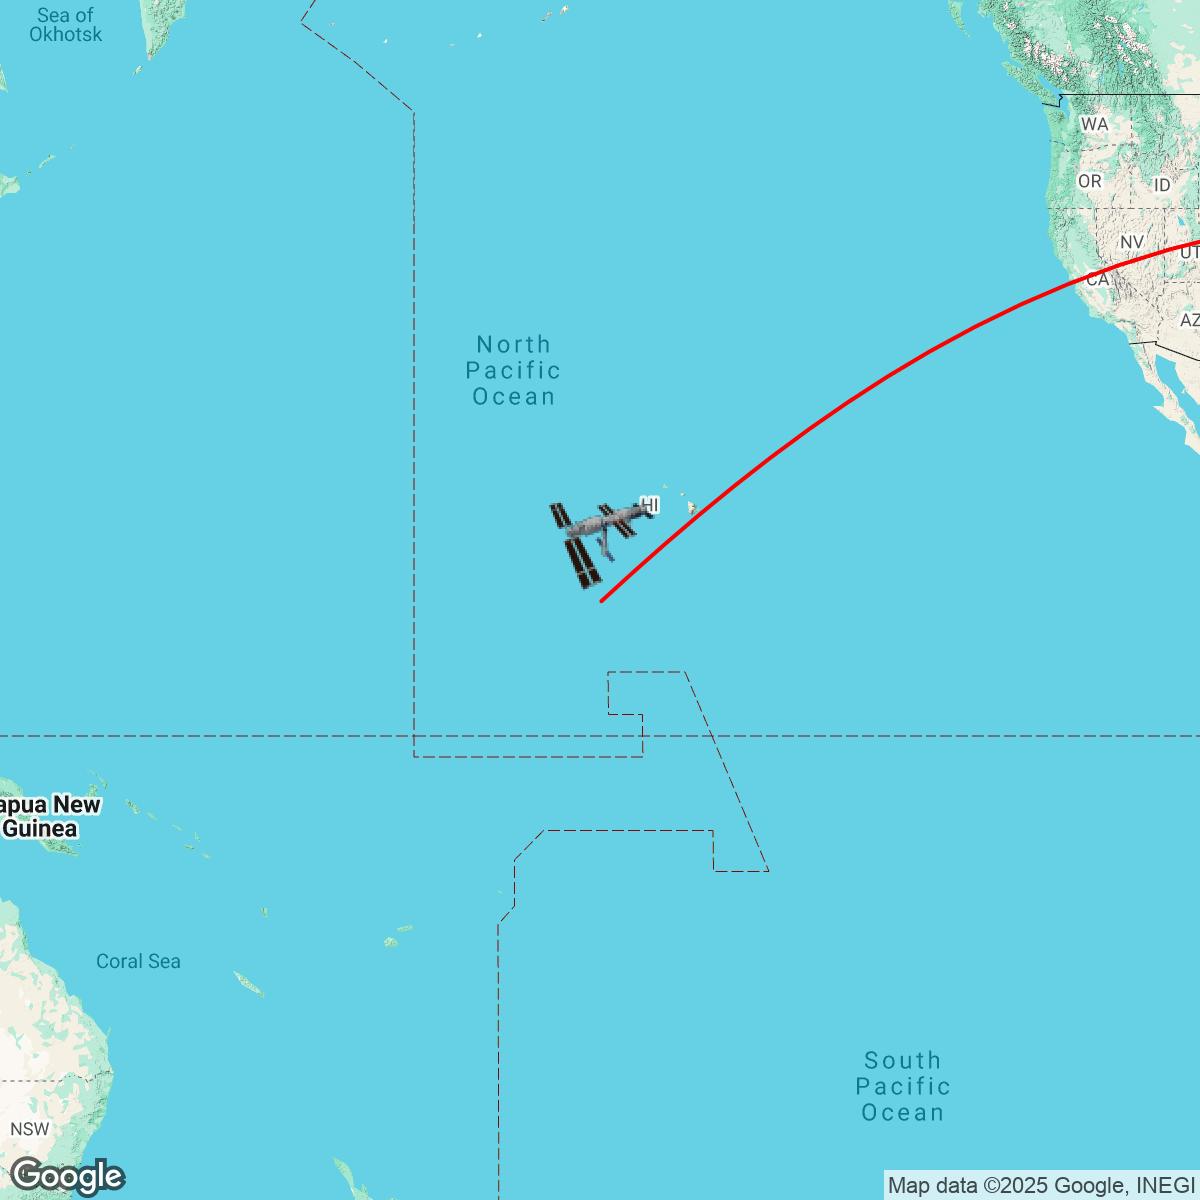 Sea of
Okhotsk
WA
OR
ID
NV
UT
CA
AZ
North
Pacific
Ocean
HI
apua New
Guinea
Coral Sea
South
Pacific
Ocean
NSW
Google
Map data ©2025 Google, INEGI